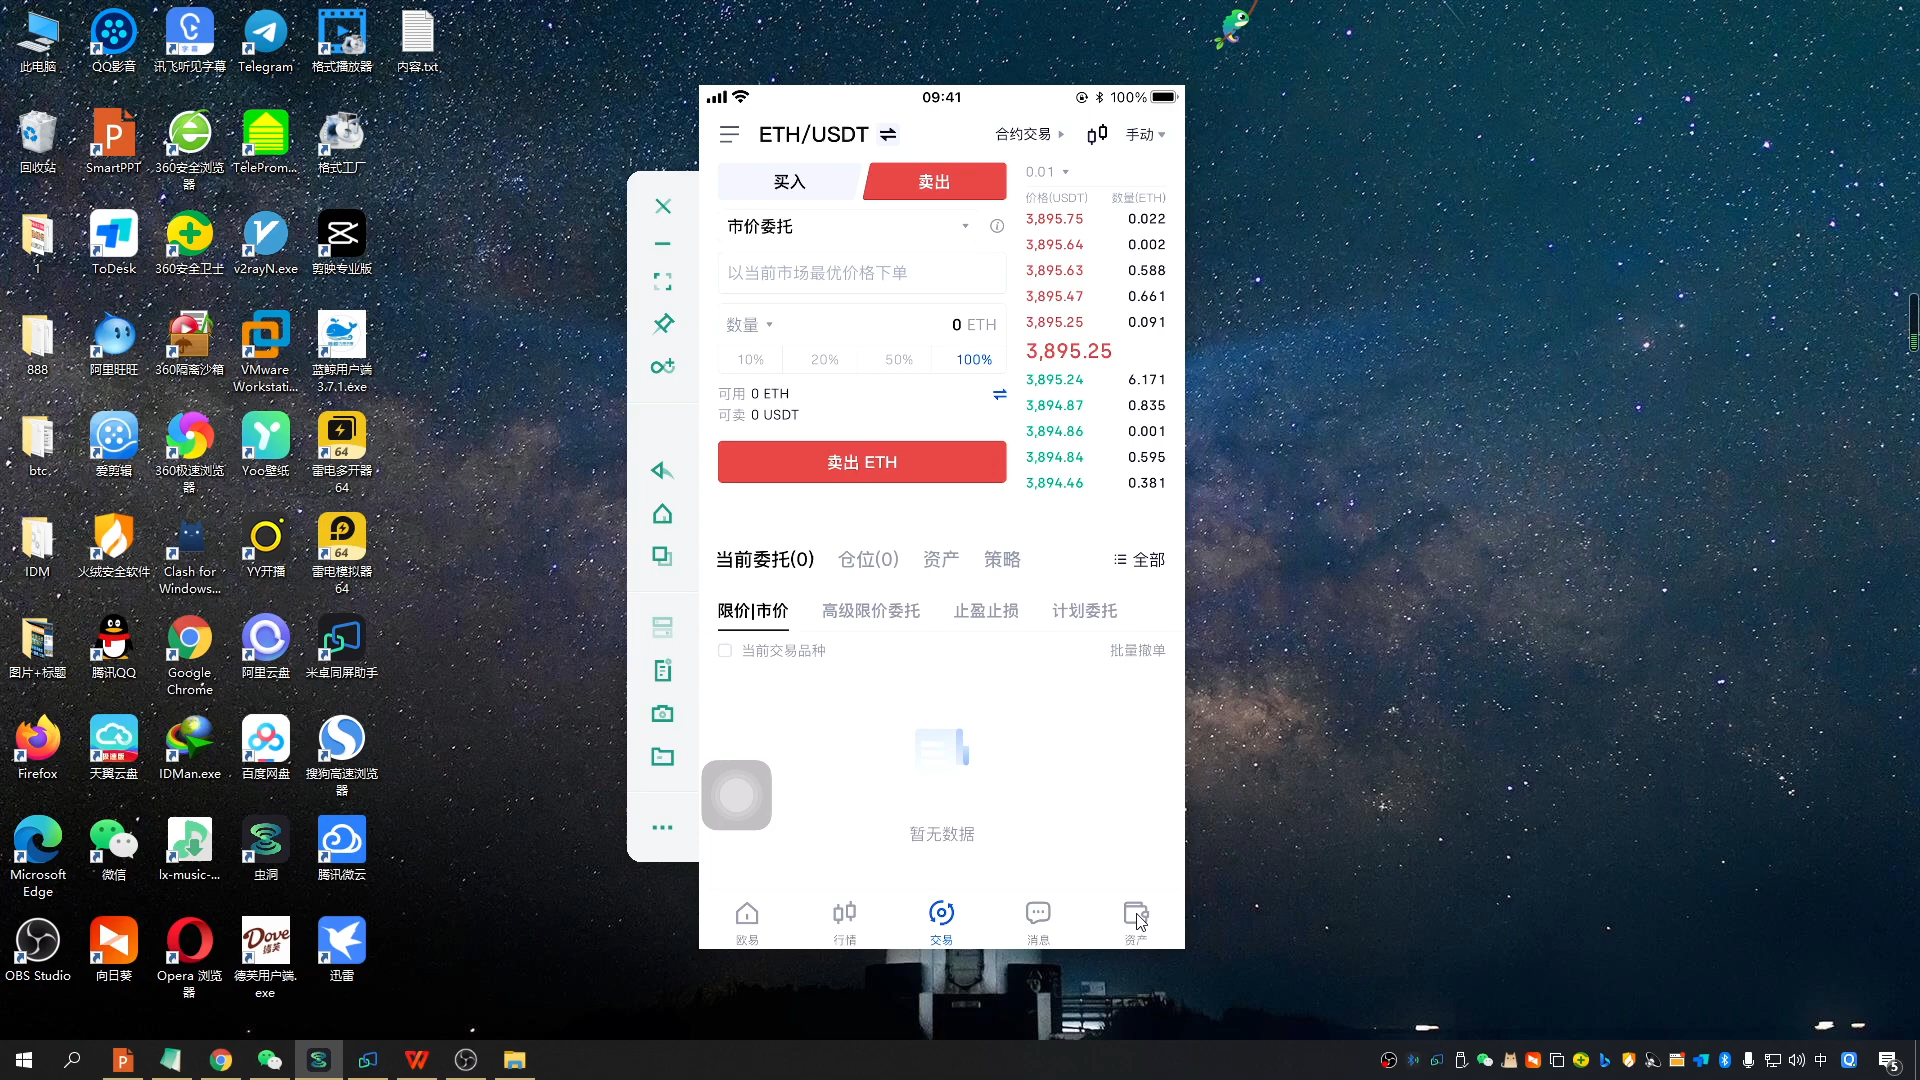 此电脑
QQ影音
讯飞听见字幕
Telegram
格式播放器
内容.txt
回收站
SmartPPT
360安全浏览器
TeleProm...
格式工厂
1
ToDesk
360安全卫士
v2rayN.exe
剪映专业版
888
阿里旺旺
360隔离沙箱
VMware Workstati...
蓝鲸用户端 3.7.1.exe
btc
爱剪辑
360极速浏览器
Yoo壁纸
雷电多开器 64
IDM
火绒安全软件
Clash for Windows...
YY开播
雷电模拟器 64
图片+标题
腾讯QQ
Google Chrome
阿里云盘
米卓同屏助手
Firefox
天翼云盘
IDMan.exe
百度网盘
搜狗高速浏览器
Microsoft Edge
微信
lx-music-...
虫洞
腾讯微云
OBS Studio
向日葵
Opera 浏览器
德芙用户端.exe
迅雷
09:41
100%
ETH/USDT
合约交易
手动
买入
卖出
0.01
市价委托
价格(USDT)
数量(ETH)
3,895.75 0.022
3,895.64 0.002
以当前市场最优价格下单
3,895.63 0.588
3,895.47 0.661
数量
0 ETH
3,895.25 0.091
3,895.25
10% 20% 50% 100%
3,895.24 6.171
可用 0 ETH
3,894.87 0.835
可卖 0 USDT
3,894.86 0.001
卖出 ETH
3,894.84 0.595
3,894.46 0.381
当前委托(0) 仓位(0) 资产 策略
全部
限价|市价 高级限价委托 止盈止损 计划委托
当前交易品种
批量撤单
暂无数据
欧易 行情 交易 消息 资产
中
5